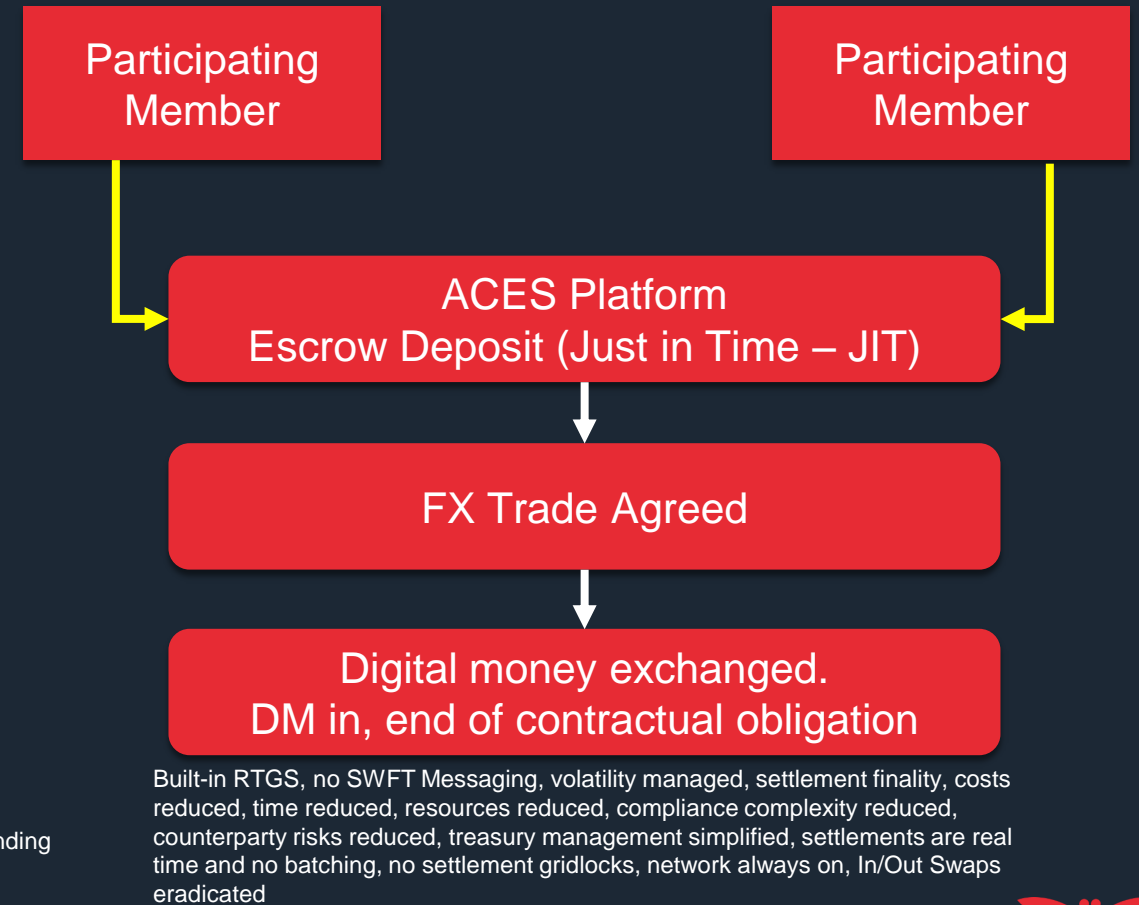 Participating
Member
Participating
Member
ACES Platform
Escrow Deposit (Just in Time – JIT)
FX Trade Agreed
Digital money exchanged.
DM in, end of contractual obligation
Built-in RTGS, no SWFT Messaging, volatility managed, settlement finality, costs
reduced, time reduced, resources reduced, compliance complexity reduced,
counterparty risks reduced, treasury management simplified, settlements are real
time and no batching, no settlement gridlocks, network always on, In/Out Swaps
eradicated